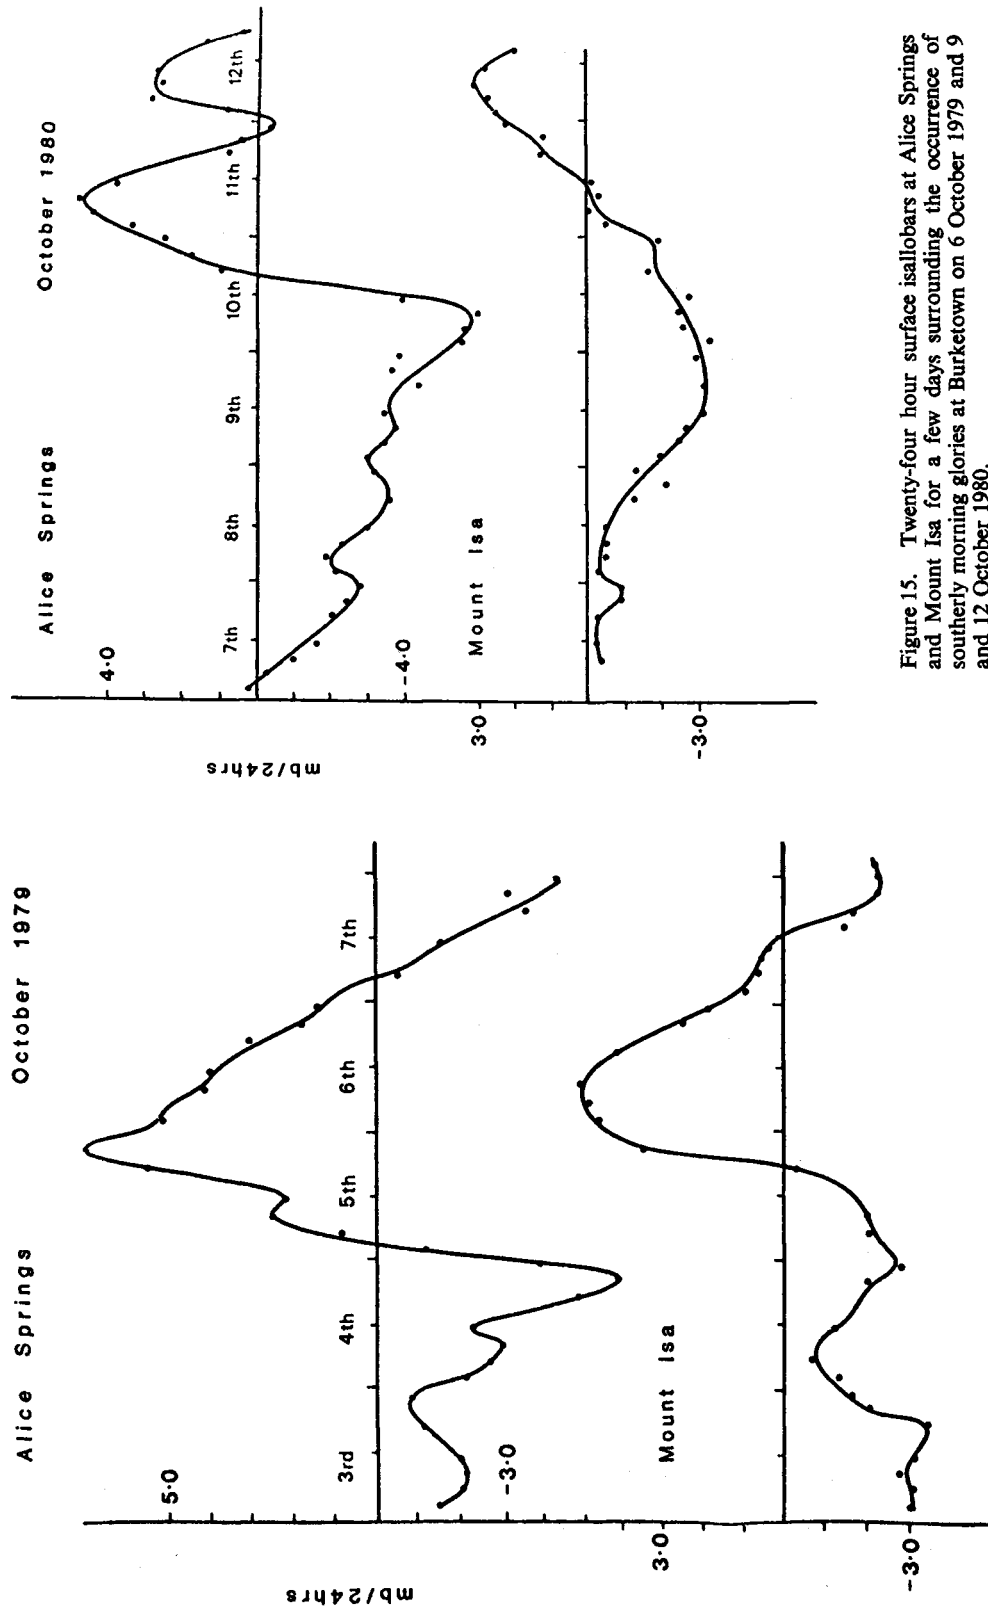 Alice Springs October 1979
mb/24hrs
5·0
3rd 4th 5th 6th 7th
-3·0
Mount Isa
3·0
-3·0
Alice Springs October 1980
mb/24hrs
4·0
7th 8th 9th 10th 11th 12th
-4·0
Mount Isa
3·0
-3·0
Figure 15. Twenty-four hour surface isallobars at Alice Springs
and Mount Isa for a few days surrounding the occurrence of
southerly morning glories at Burketown on 6 October 1979 and 9
and 12 October 1980.